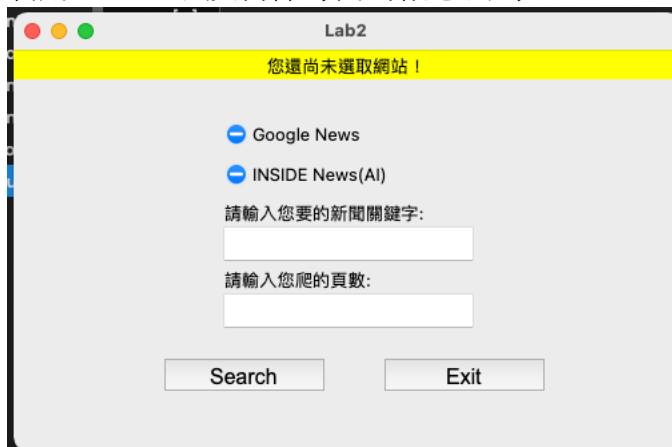 Lab2
您還尚未選取網站！
Google News
INSIDE News(AI)
請輸入您要的新聞關鍵字:
請輸入您爬的頁數:
Search
Exit